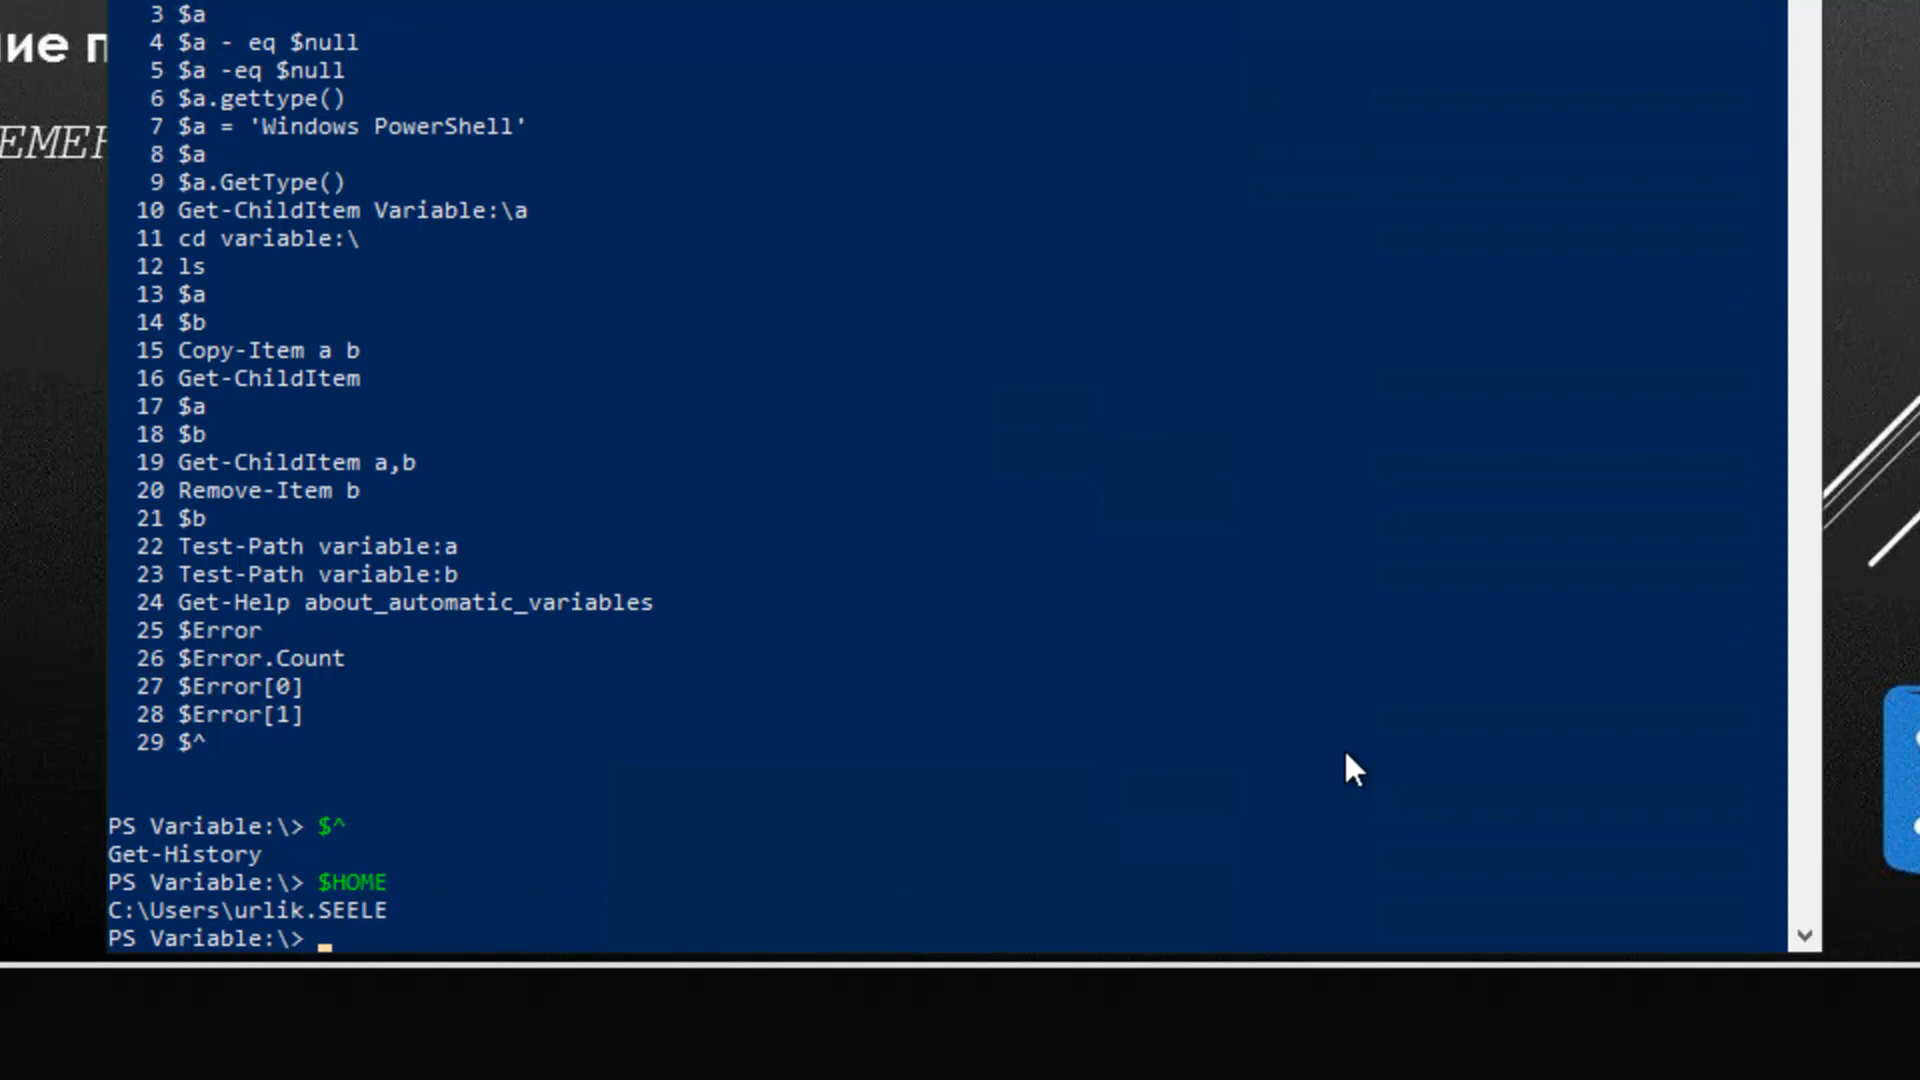 3 $a
ие п
4 $a - eq $null
5 $a -eq $null
6 $a.gettype()
7 $a = 'Windows PowerShell'
ЕМЕН
8 $a
9 $a.GetType()
10 Get-ChildItem Variable:\a
11 cd variable:\
12 ls
13 $a
14 $b
15 Copy-Item a b
16 Get-ChildItem
17 $a
18 $b
19 Get-ChildItem a,b
20 Remove-Item b
21 $b
22 Test-Path variable:a
23 Test-Path variable:b
24 Get-Help about_automatic_variables
25 $Error
26 $Error.Count
27 $Error[0]
28 $Error[1]
29 $^
PS Variable:\> $^
Get-History
PS Variable:\> $HOME
C:\Users\urlik.SEELE
PS Variable:\>